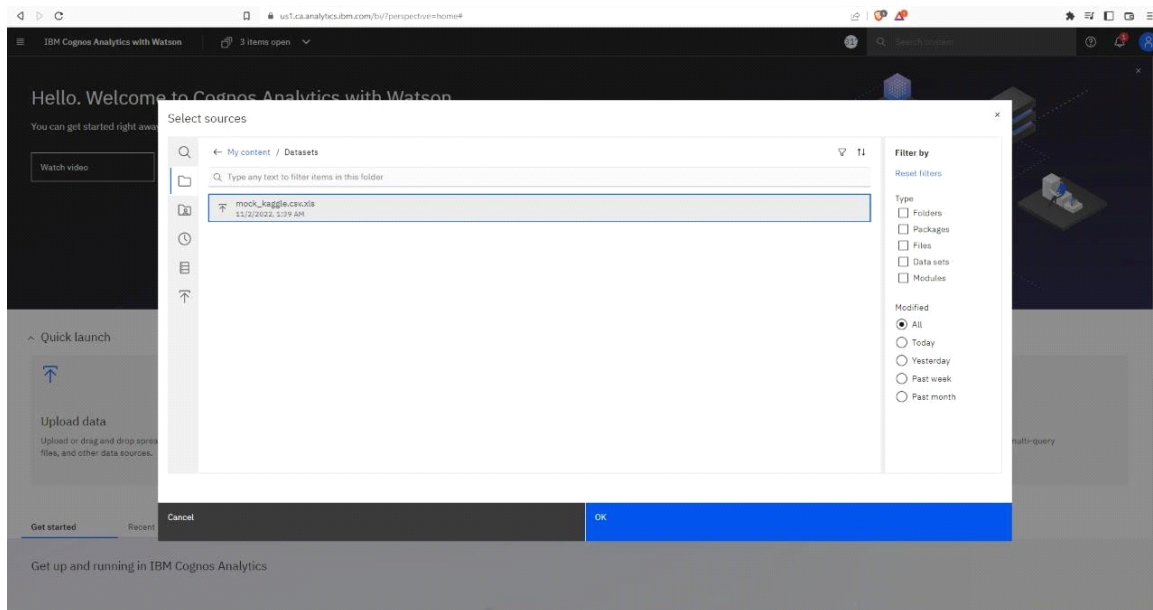 us1.ca.analytics.ibm.com/bi/?perspective=home#
IBM Cognos Analytics with Watson
3 items open
Search content
Hello. Welcome to Cognos Analytics with Watson
You can get started right away
Watch video
Select sources
My content / Datasets
Type any text to filter items in this folder
mock_kaggle.csv.xls
11/2/2022, 1:39 AM
Filter by
Reset filters
Type
Folders
Packages
Files
Data sets
Modules
Modified
All
Today
Yesterday
Past week
Past month
Quick launch
Upload data
Upload or drag and drop sprea
files, and other data sources.
multi-query
Cancel
OK
Get started
Recent
Get up and running in IBM Cognos Analytics